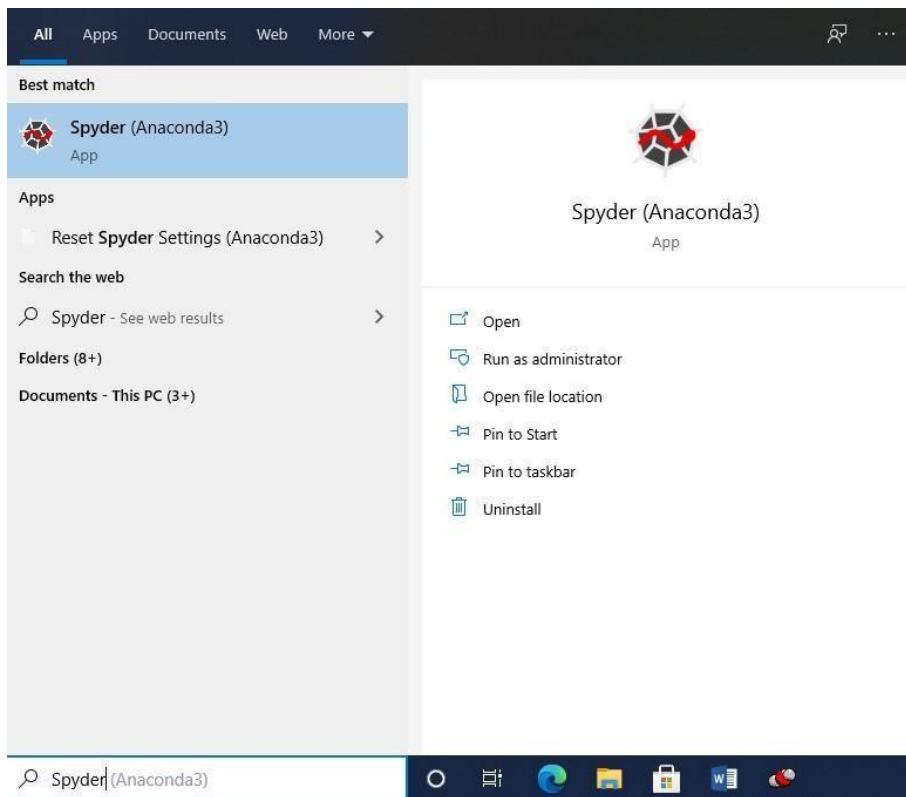 All Apps Documents Web More
Best match
Spyder (Anaconda3)
App
Apps
Reset Spyder Settings (Anaconda3)
Search the web
Spyder - See web results
Folders (8+)
Documents - This PC (3+)
Spyder (Anaconda3)
App
Open
Run as administrator
Open file location
Pin to Start
Pin to taskbar
Uninstall
Spyder (Anaconda3)
W